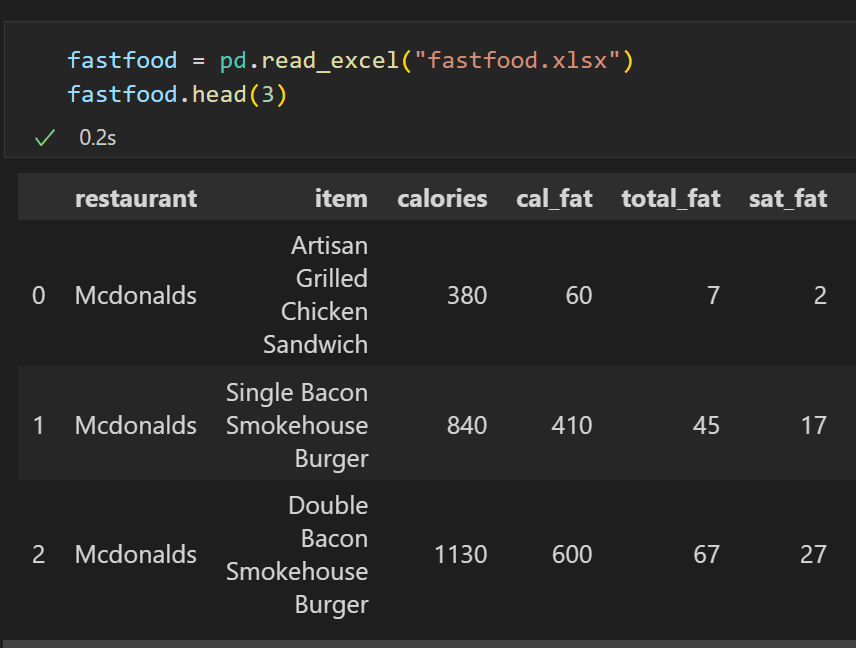 fastfood = pd.read_excel("fastfood.xlsx")
fastfood.head(3)
0.2s
restaurant item calories cal_fat total_fat sat_fat
Artisan
Grilled
0 Mcdonalds Chicken 380 60 7 2
Sandwich
Single Bacon
1 Mcdonalds Smokehouse 840 410 45 17
Burger
Double
Bacon
2 Mcdonalds Smokehouse 1130 600 67 27
Burger